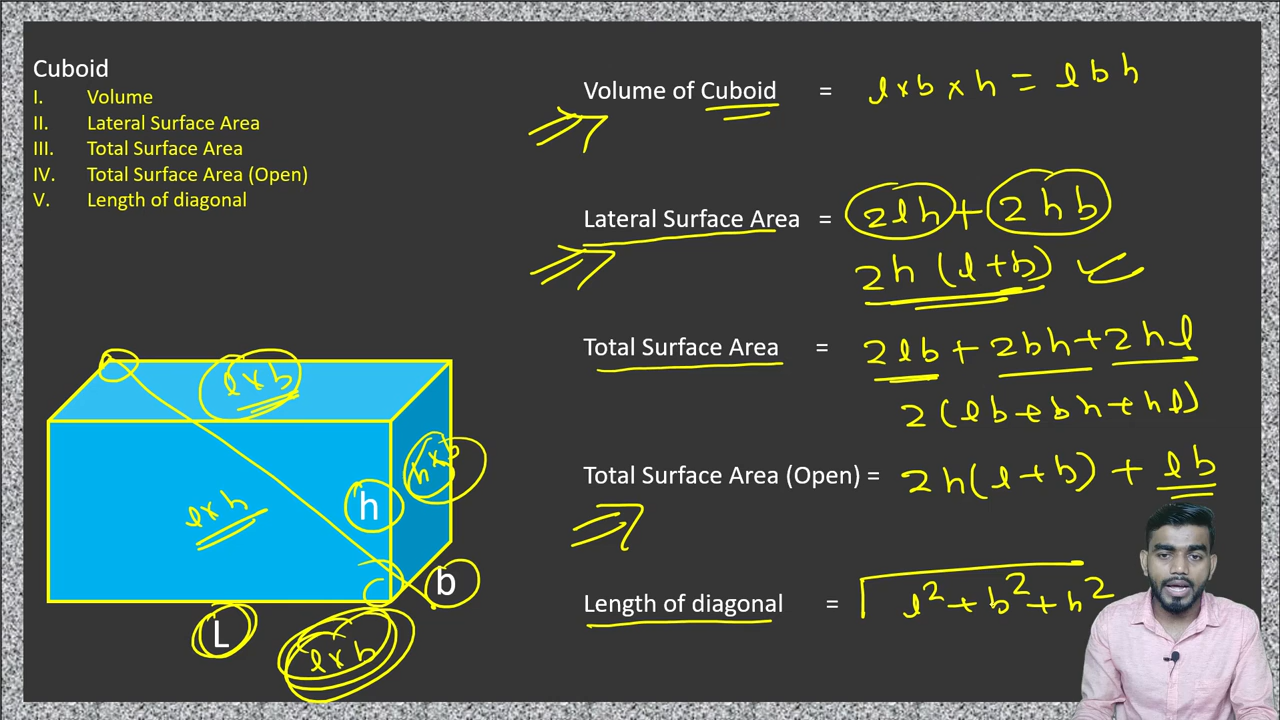 Cuboid
I. Volume
II. Lateral Surface Area
III. Total Surface Area
IV. Total Surface Area (Open)
V. Length of diagonal
Volume of Cuboid = l x b x h = l b h
Lateral Surface Area = 2lh + 2hb
2h (l+b)
Total Surface Area = 2lb + 2bh + 2hl
2 (lb + bh + hl)
Total Surface Area (Open) = 2h(l+b) + lb
Length of diagonal = √l²+b²+h²
l x b
h x b
l x h
h
b
L
l x b